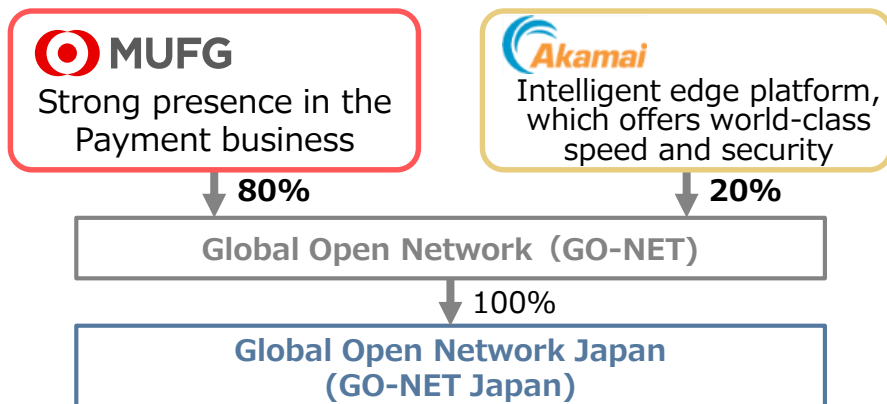 MUFG
Strong presence in the
Payment business
Akamai
Intelligent edge platform,
which offers world-class
speed and security
80%
20%
Global Open Network（GO-NET)
100%
Global Open Network Japan
(GO-NET Japan)